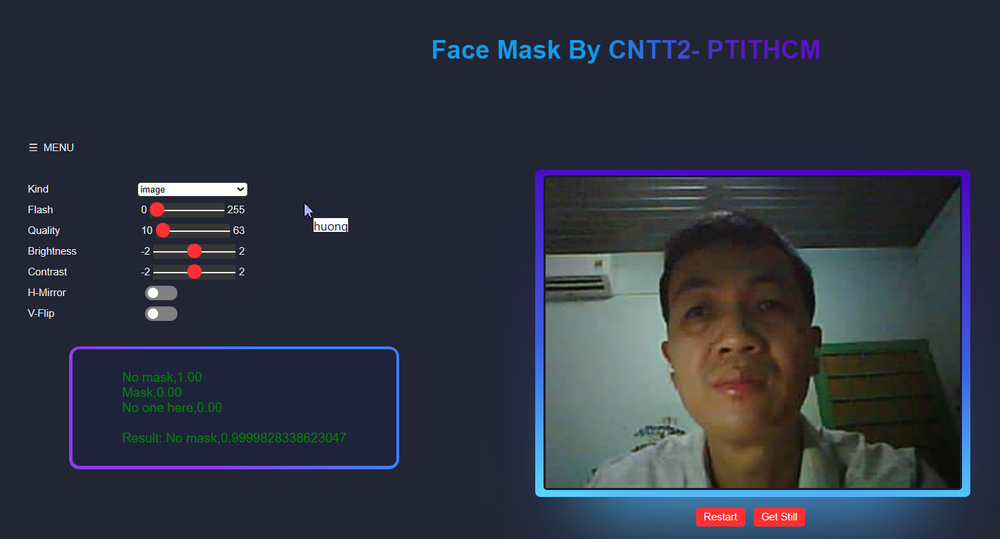 Face Mask By CNTT2- PTITHCM
☰ MENU
Kind image
Flash 0 255
Quality 10 63
Brightness -2 2
Contrast -2 2
H-Mirror
V-Flip
huong
No mask,1.00
Mask,0.00
No one here,0.00
Result: No mask,0.9999828338623047
Restart Get Still